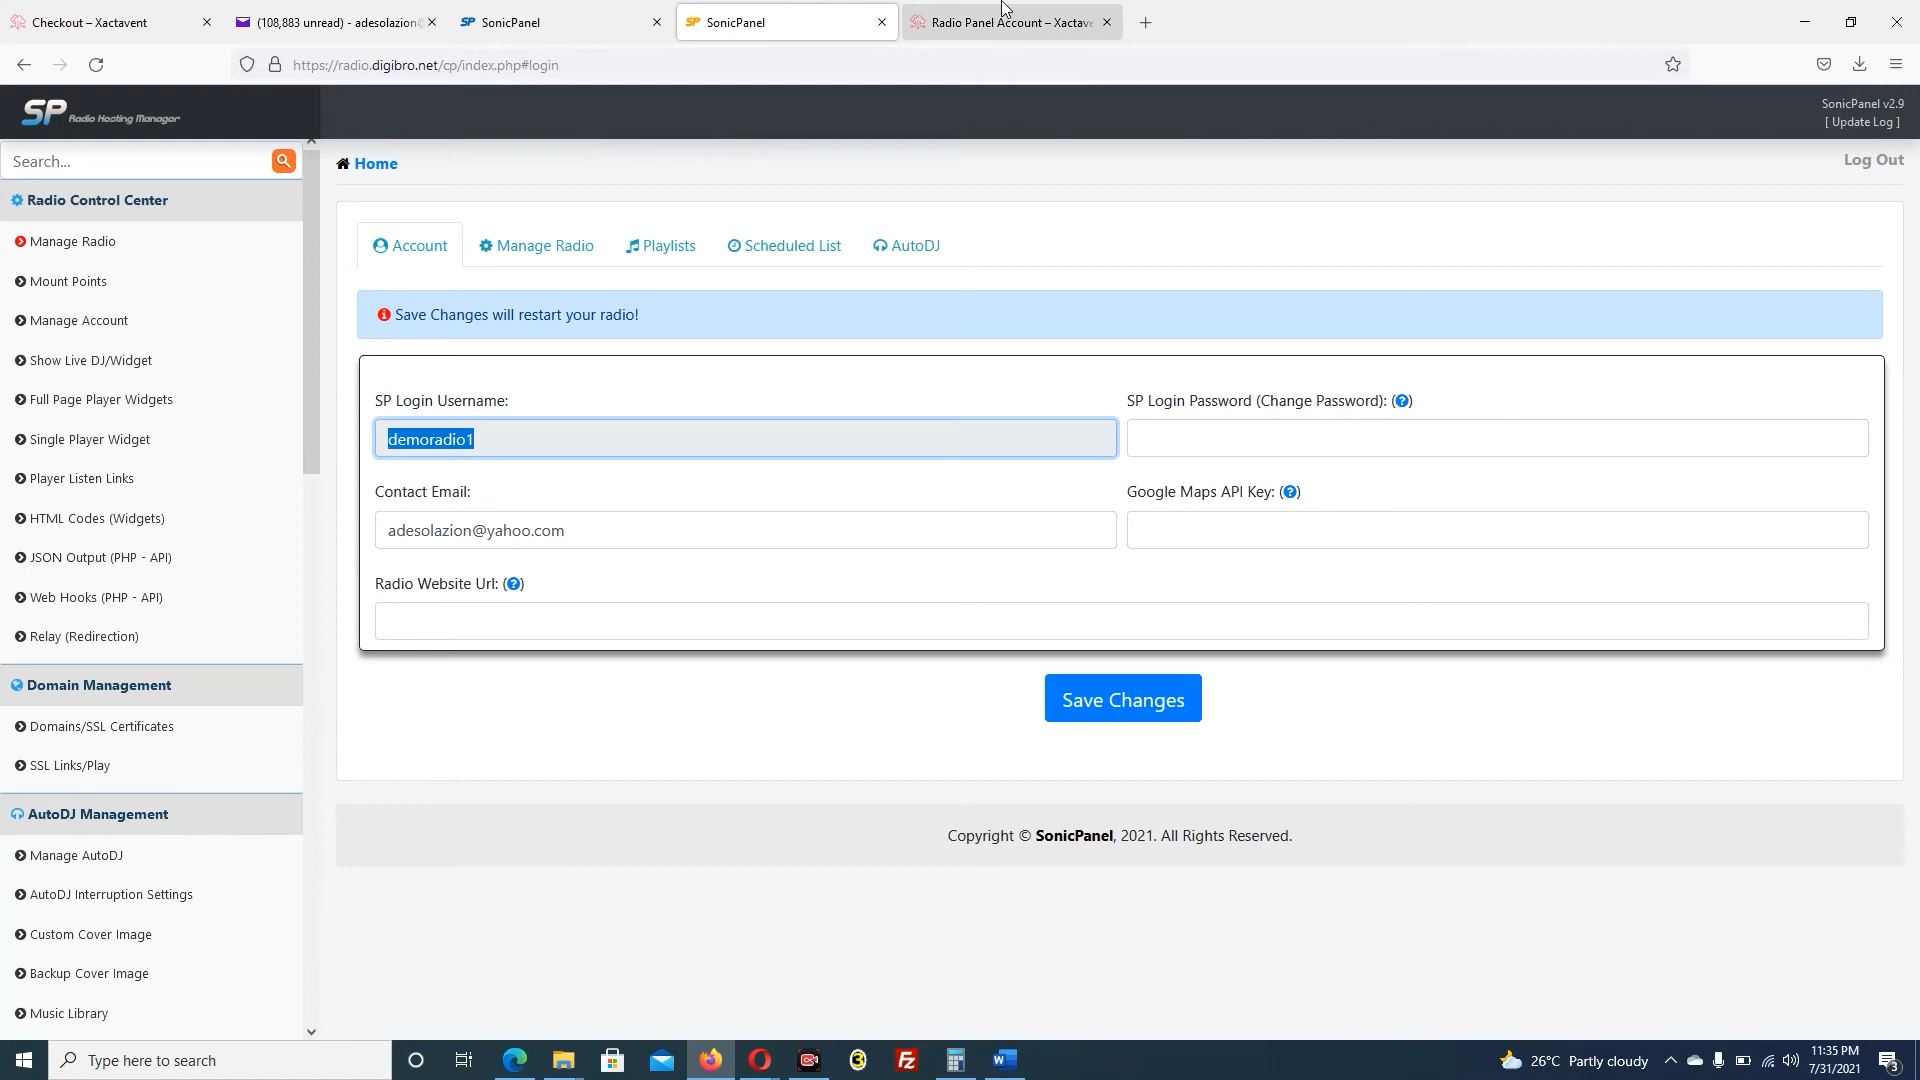 Checkout – Xactavent
(108,883 unread) - adesolazion@
SonicPanel
SonicPanel
Radio Panel Account – Xactave
https://radio.digibro.net/cp/index.php#login
SP Radio Hosting Manager
SonicPanel v2.9
[ Update Log ]
Search...
Home
Log Out
Radio Control Center
Manage Radio
Mount Points
Manage Account
Show Live DJ/Widget
Full Page Player Widgets
Single Player Widget
Player Listen Links
HTML Codes (Widgets)
JSON Output (PHP - API)
Web Hooks (PHP - API)
Relay (Redirection)
Domain Management
Domains/SSL Certificates
SSL Links/Play
AutoDJ Management
Manage AutoDJ
AutoDJ Interruption Settings
Custom Cover Image
Backup Cover Image
Music Library
Account
Manage Radio
Playlists
Scheduled List
AutoDJ
Save Changes will restart your radio!
SP Login Username:
demoradio1
SP Login Password (Change Password): (?)
Contact Email:
adesolazion@yahoo.com
Google Maps API Key: (?)
Radio Website Url: (?)
Save Changes
Copyright © SonicPanel, 2021. All Rights Reserved.
Type here to search
26°C Partly cloudy
11:35 PM
7/31/2021
3